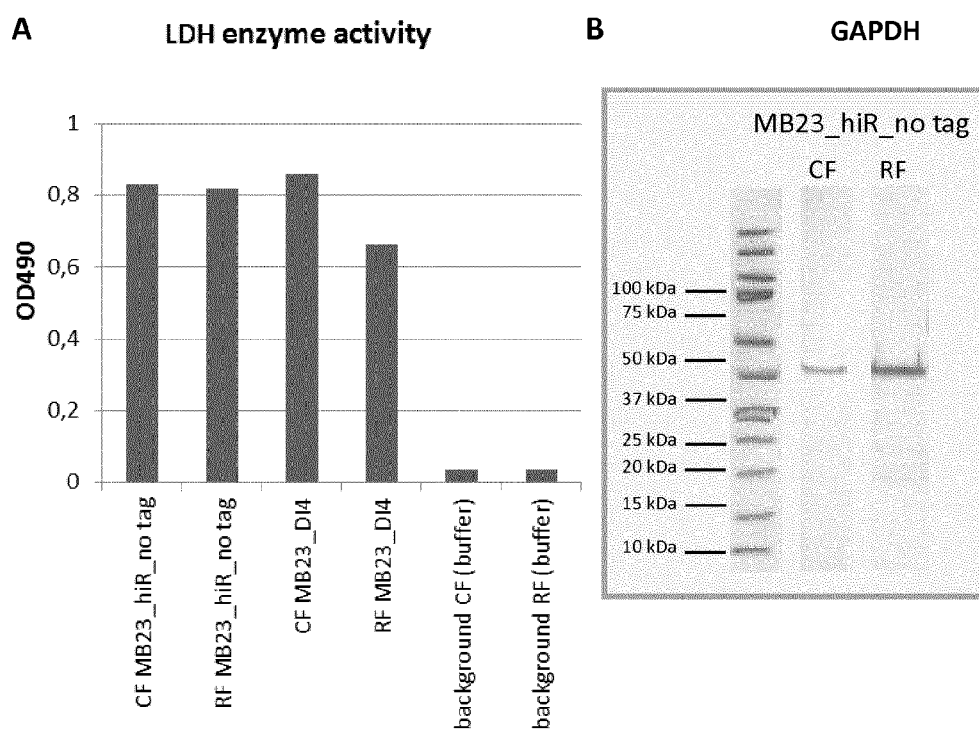 A
LDH enzyme activity
OD490
1
0,8
0,6
0,4
0,2
0
CF MB23_hiR_no tag
RF MB23_hiR_no tag
CF MB23_DI4
RF MB23_DI4
background CF (buffer)
background RF (buffer)
B
GAPDH
MB23_hiR_no tag
CF RF
100 kDa
75 kDa
50 kDa
37 kDa
25 kDa
20 kDa
15 kDa
10 kDa